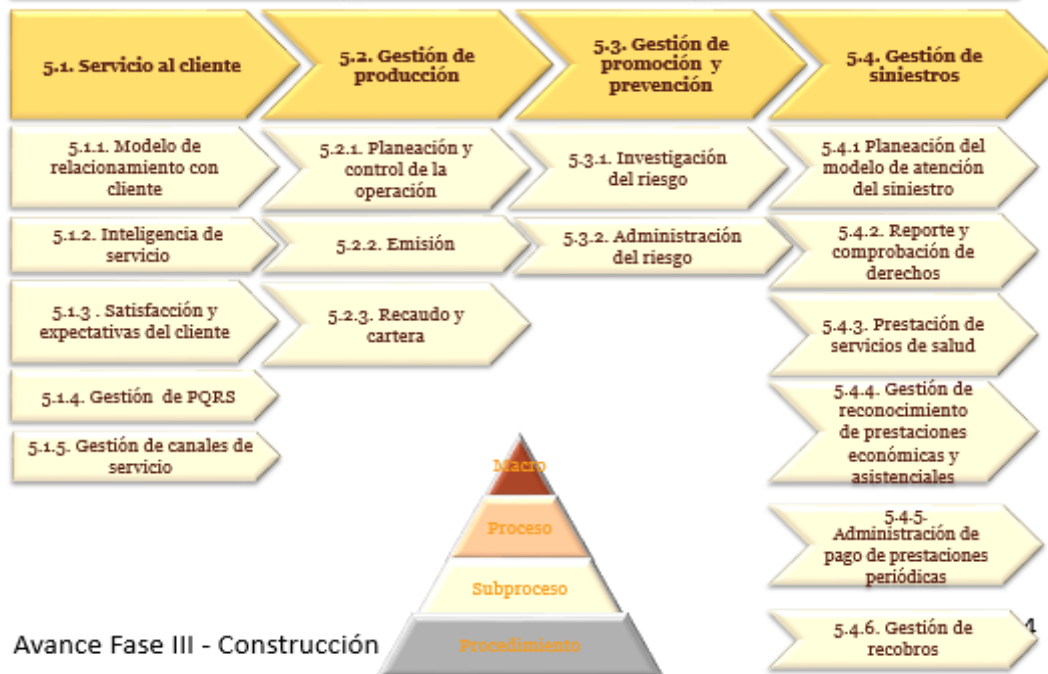 5.1. Servicio al cliente
5.2. Gestión de
producción
5.3. Gestión de
promoción y
prevención
5.4. Gestión de
siniestros
5.1.1. Modelo de
relacionamiento con
cliente
5.2.1. Planeación y
control de la
operación
5.3.1. Investigación
del riesgo
5.4.1 Planeación del
modelo de atención
del siniestro
5.1.2. Inteligencia de
servicio
5.2.2. Emisión
5.3.2. Administración
del riesgo
5.4.2. Reporte y
comprobación de
derechos
5.1.3 . Satisfacción y
expectativas del cliente
5.2.3. Recaudo y
cartera
5.4.3. Prestación de
servicios de salud
5.1.4. Gestión de PQRS
5.4.4. Gestión de
reconocimiento
de prestaciones
económicas y
asistenciales
5.1.5. Gestión de canales de
servicio
Macro
Proceso
Subproceso
Procedimiento
5.4.5.
Administración de
pago de prestaciones
periódicas
5.4.6. Gestión de
recobros
Avance Fase III - Construcción
4